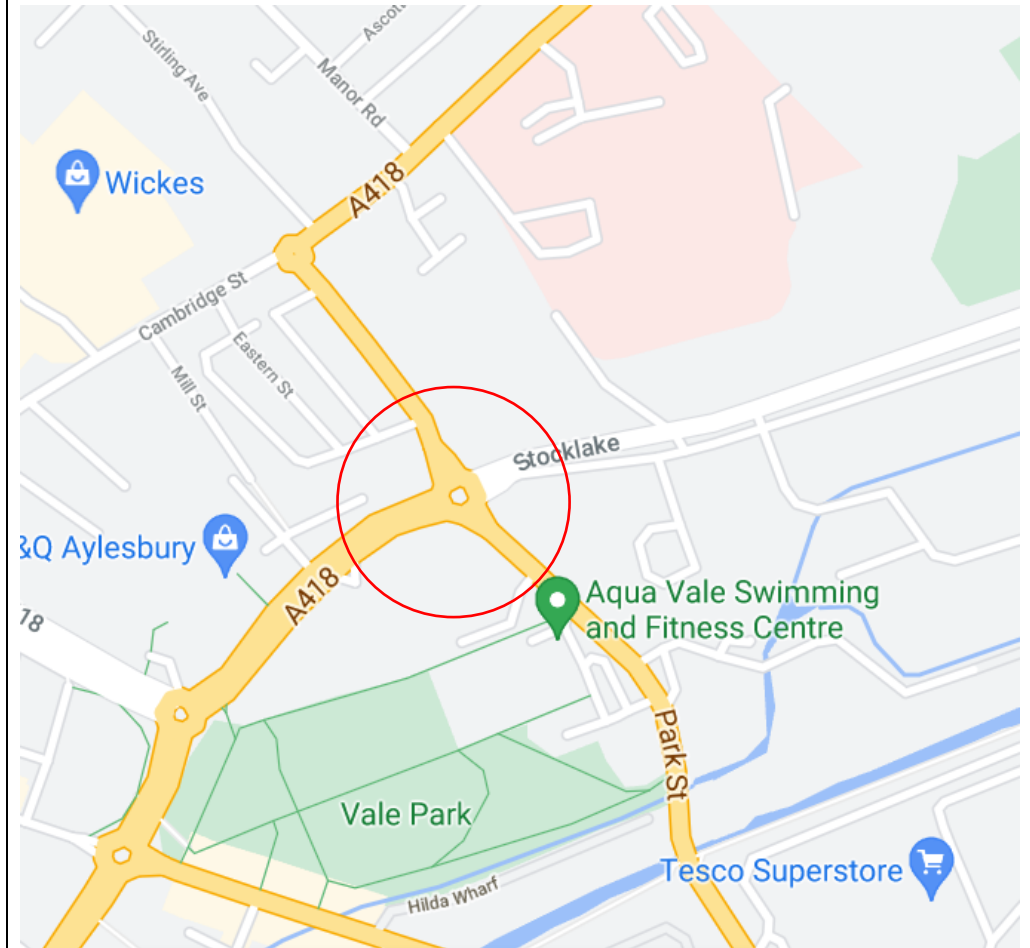 Ascott
Stirling Ave
Manor Rd
Wickes
A418
Cambridge St
Eastern St
Mill St
Stocklake
&Q Aylesbury
A418
Aqua Vale Swimming
and Fitness Centre
18
Park St
Vale Park
Tesco Superstore
Hilda Wharf